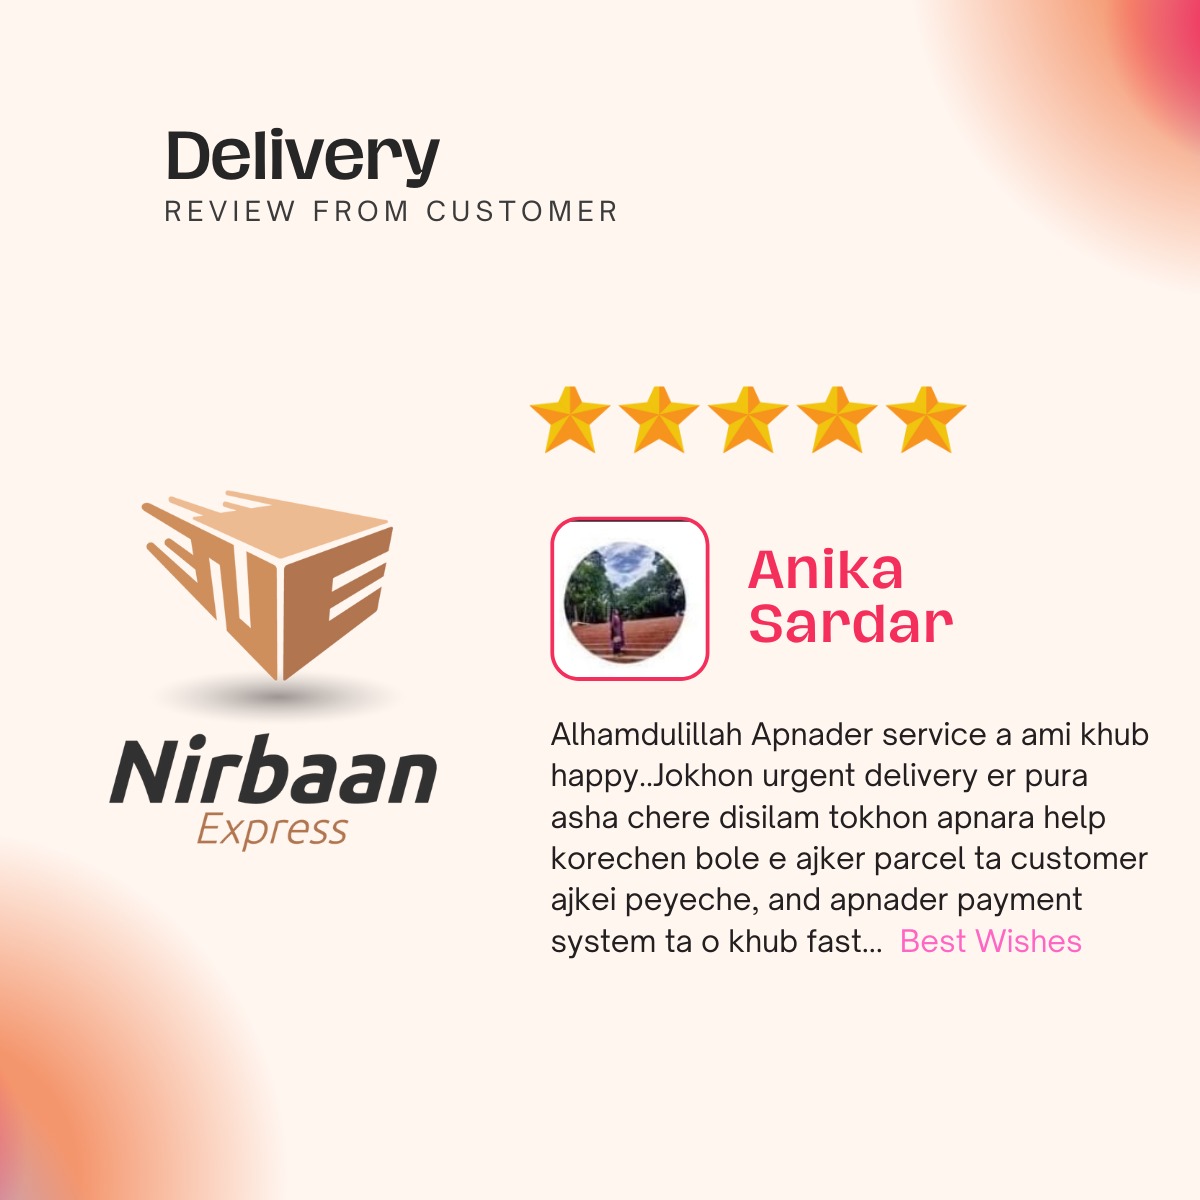 Delivery
REVIEW FROM CUSTOMER
Nirbaan
Express
Anika
Sardar
Alhamdulillah Apnader service a ami khub
happy..Jokhon urgent delivery er pura
asha chere disilam tokhon apnara help
korechen bole e ajker parcel ta customer
ajkei peyeche, and apnader payment
system ta o khub fast... Best Wishes